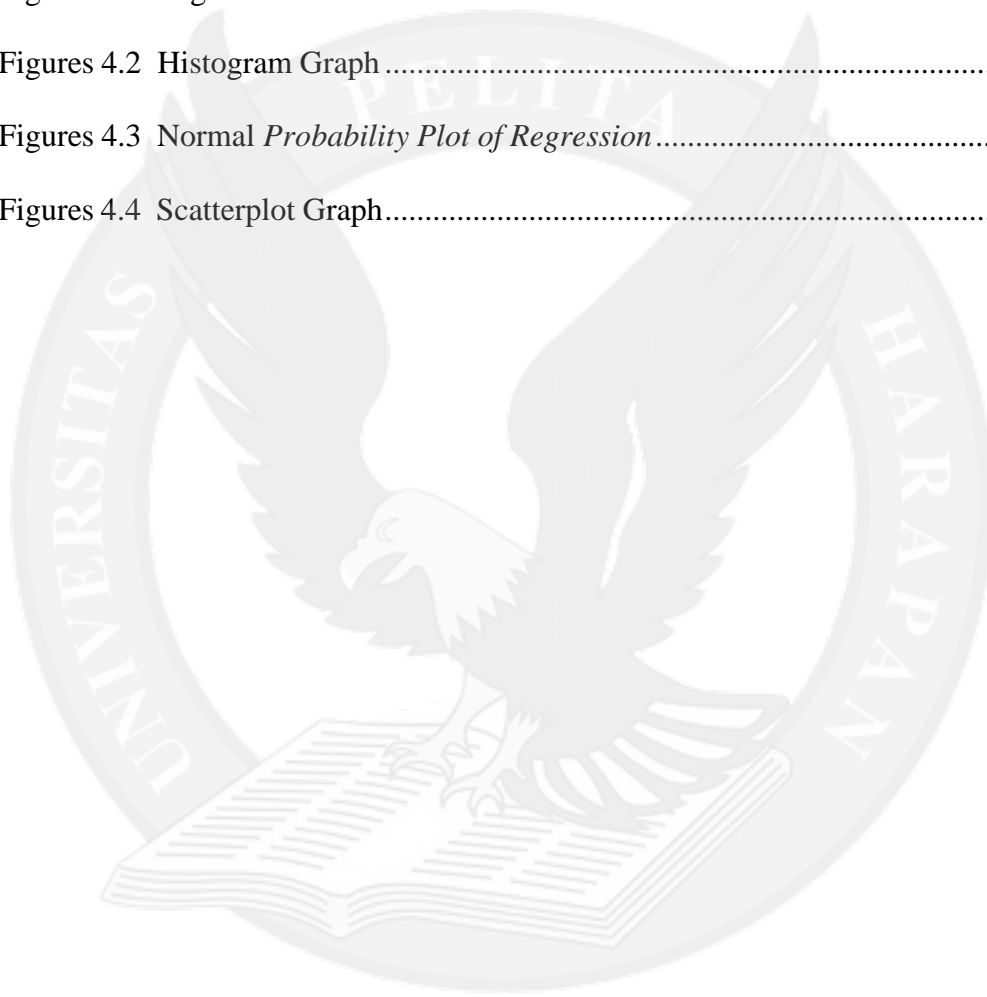 Figures 4.2 Histogram Graph ................................................................................
Figures 4.3 Normal Probability Plot of Regression ..........................................
Figures 4.4 Scatterplot Graph................................................................................
UNIVERSITAS PELITA HARAPAN